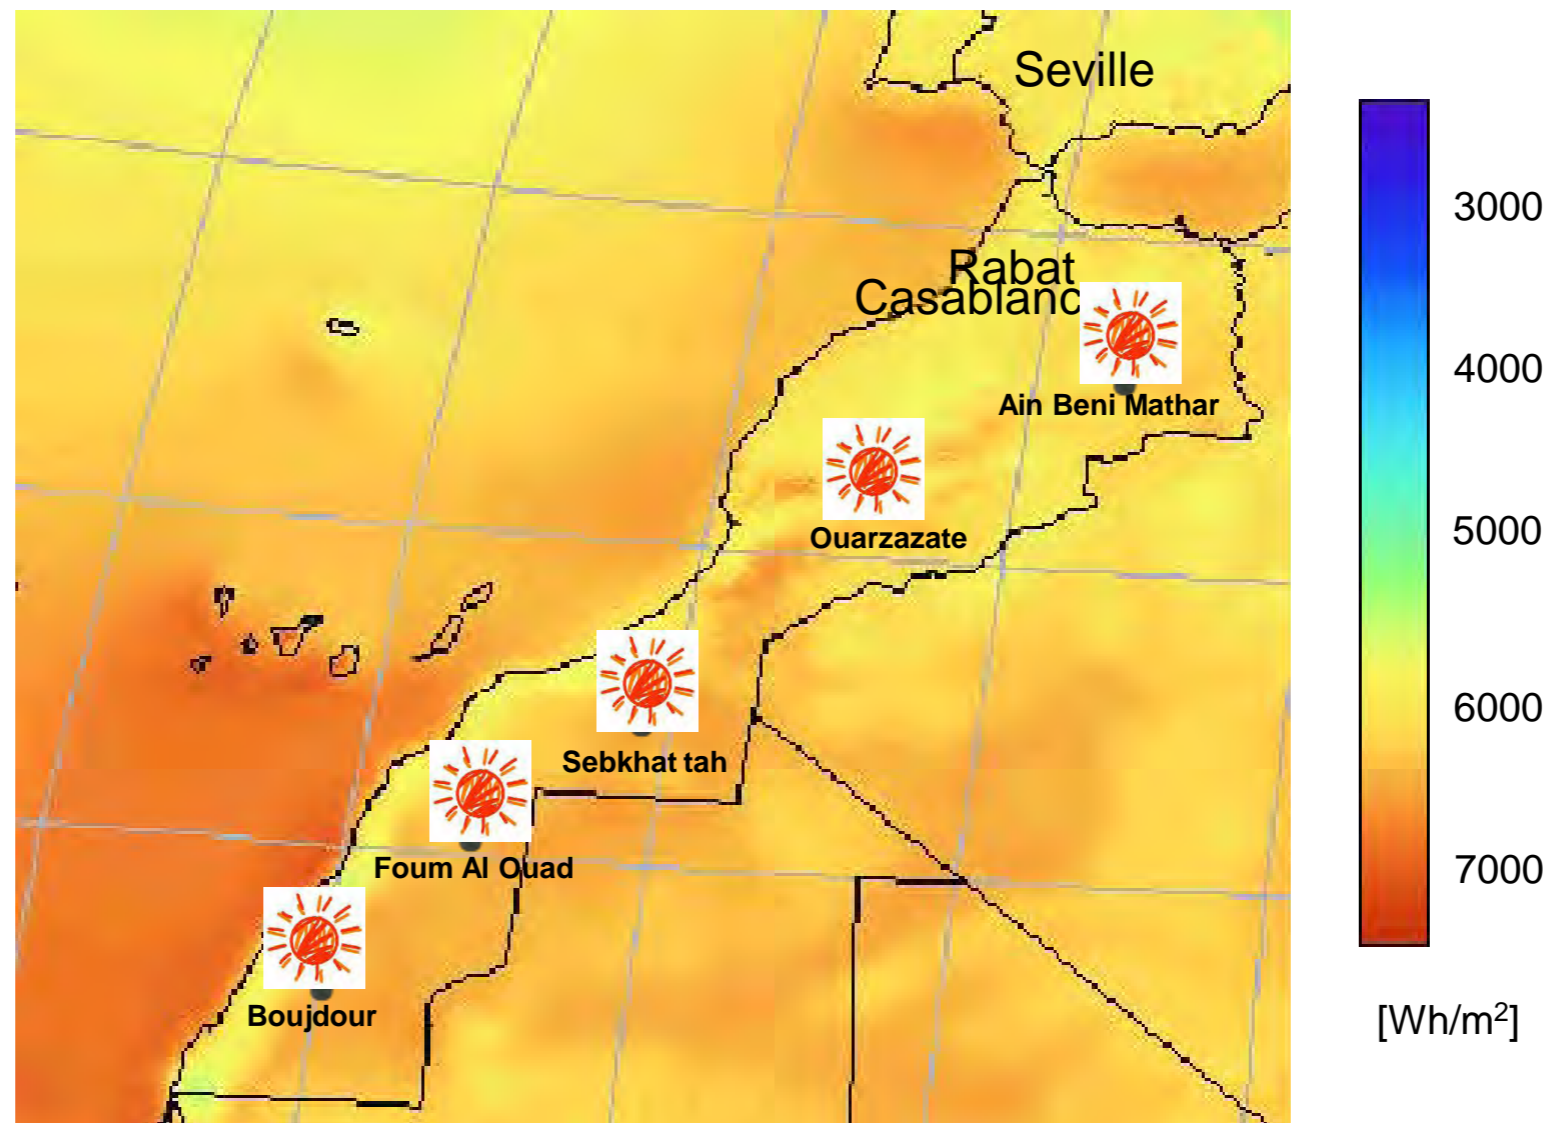 Seville
Rabat
Casablanc
Ain Beni Mathar
Ouarzazate
Sebkhat tah
Foum Al Ouad
Boujdour
3000
4000
5000
6000
7000
[Wh/m²]